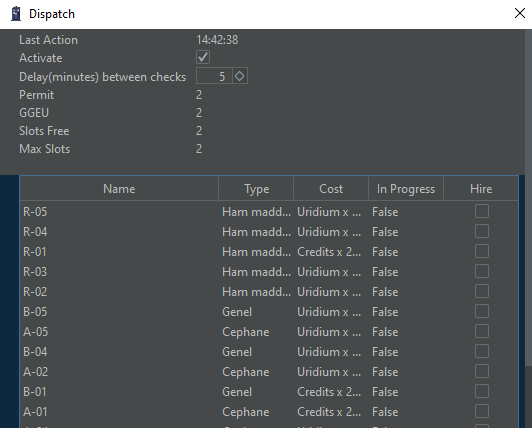 Dispatch
Last Action 14:42:38
Activate
Delay(minutes) between checks 5
Permit 2
GGEU 2
Slots Free 2
Max Slots 2
Name Type Cost In Progress Hire
R-05 Ham madd... Uridium x ... False
R-04 Ham madd... Uridium x ... False
R-01 Ham madd... Credits x 2... False
R-03 Ham madd... Uridium x ... False
R-02 Ham madd... Uridium x ... False
B-05 Genel Uridium x ... False
A-05 Cephane Uridium x ... False
B-04 Genel Uridium x ... False
A-02 Cephane Uridium x ... False
B-01 Genel Credits x 2... False
A-01 Cephane Credits x 2... False